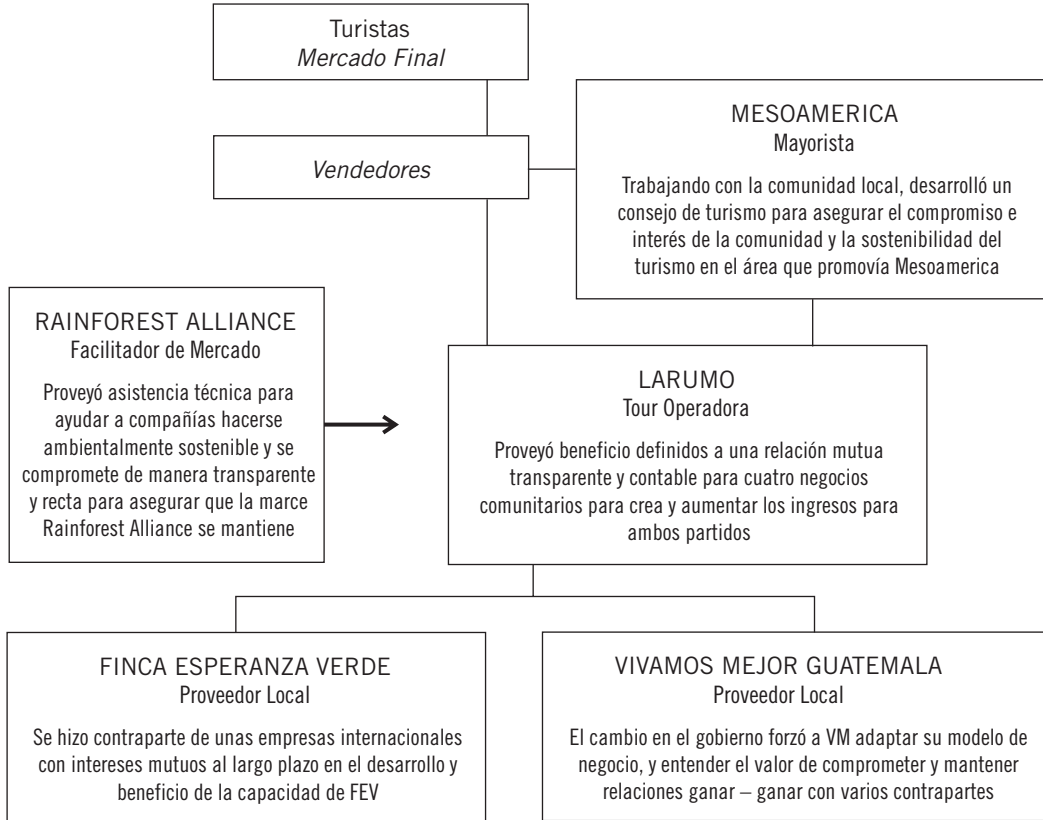 Turistas
Mercado Final
Vendedores
MESOAMERICA
Mayorista
Trabajando con la comunidad local, desarrolló un
consejo de turismo para asegurar el compromiso e
interés de la comunidad y la sostenibilidad del
turismo en el área que promovía Mesoamerica
RAINFOREST ALLIANCE
Facilitador de Mercado
Proveyó asistencia técnica para
ayudar a compañías hacerse
ambientalmente sostenible y se
compromete de manera transparente
y recta para asegurar que la marce
Rainforest Alliance se mantiene
LARUMO
Tour Operadora
Proveyó beneficio definidos a una relación mutua
transparente y contable para cuatro negocios
comunitarios para crea y aumentar los ingresos para
ambos partidos
FINCA ESPERANZA VERDE
Proveedor Local
Se hizo contraparte de unas empresas internacionales
con intereses mutuos al largo plazo en el desarrollo y
beneficio de la capacidad de FEV
VIVAMOS MEJOR GUATEMALA
Proveedor Local
El cambio en el gobierno forzó a VM adaptar su modelo de
negocio, y entender el valor de comprometer y mantener
relaciones ganar – ganar con varios contrapartes